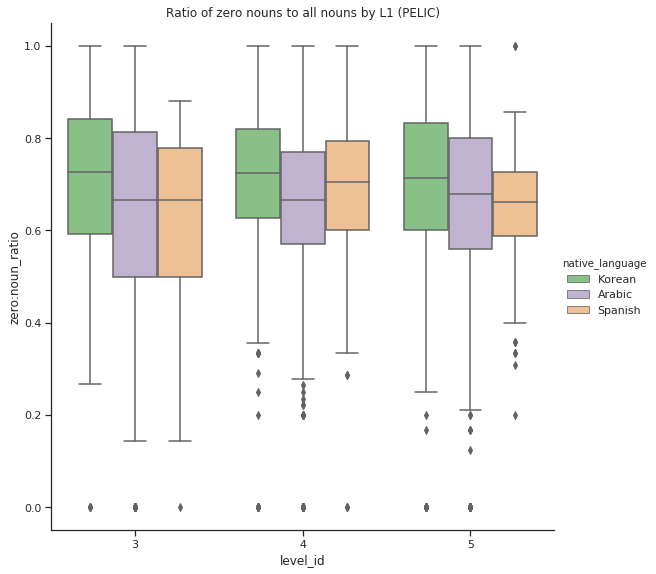 Ratio of zero nouns to all nouns by L1 (PELIC)
zero:noun_ratio
1.0
0.8
0.6
0.4
0.2
0.0
3
4
5
level_id
native_language
Korean
Arabic
Spanish